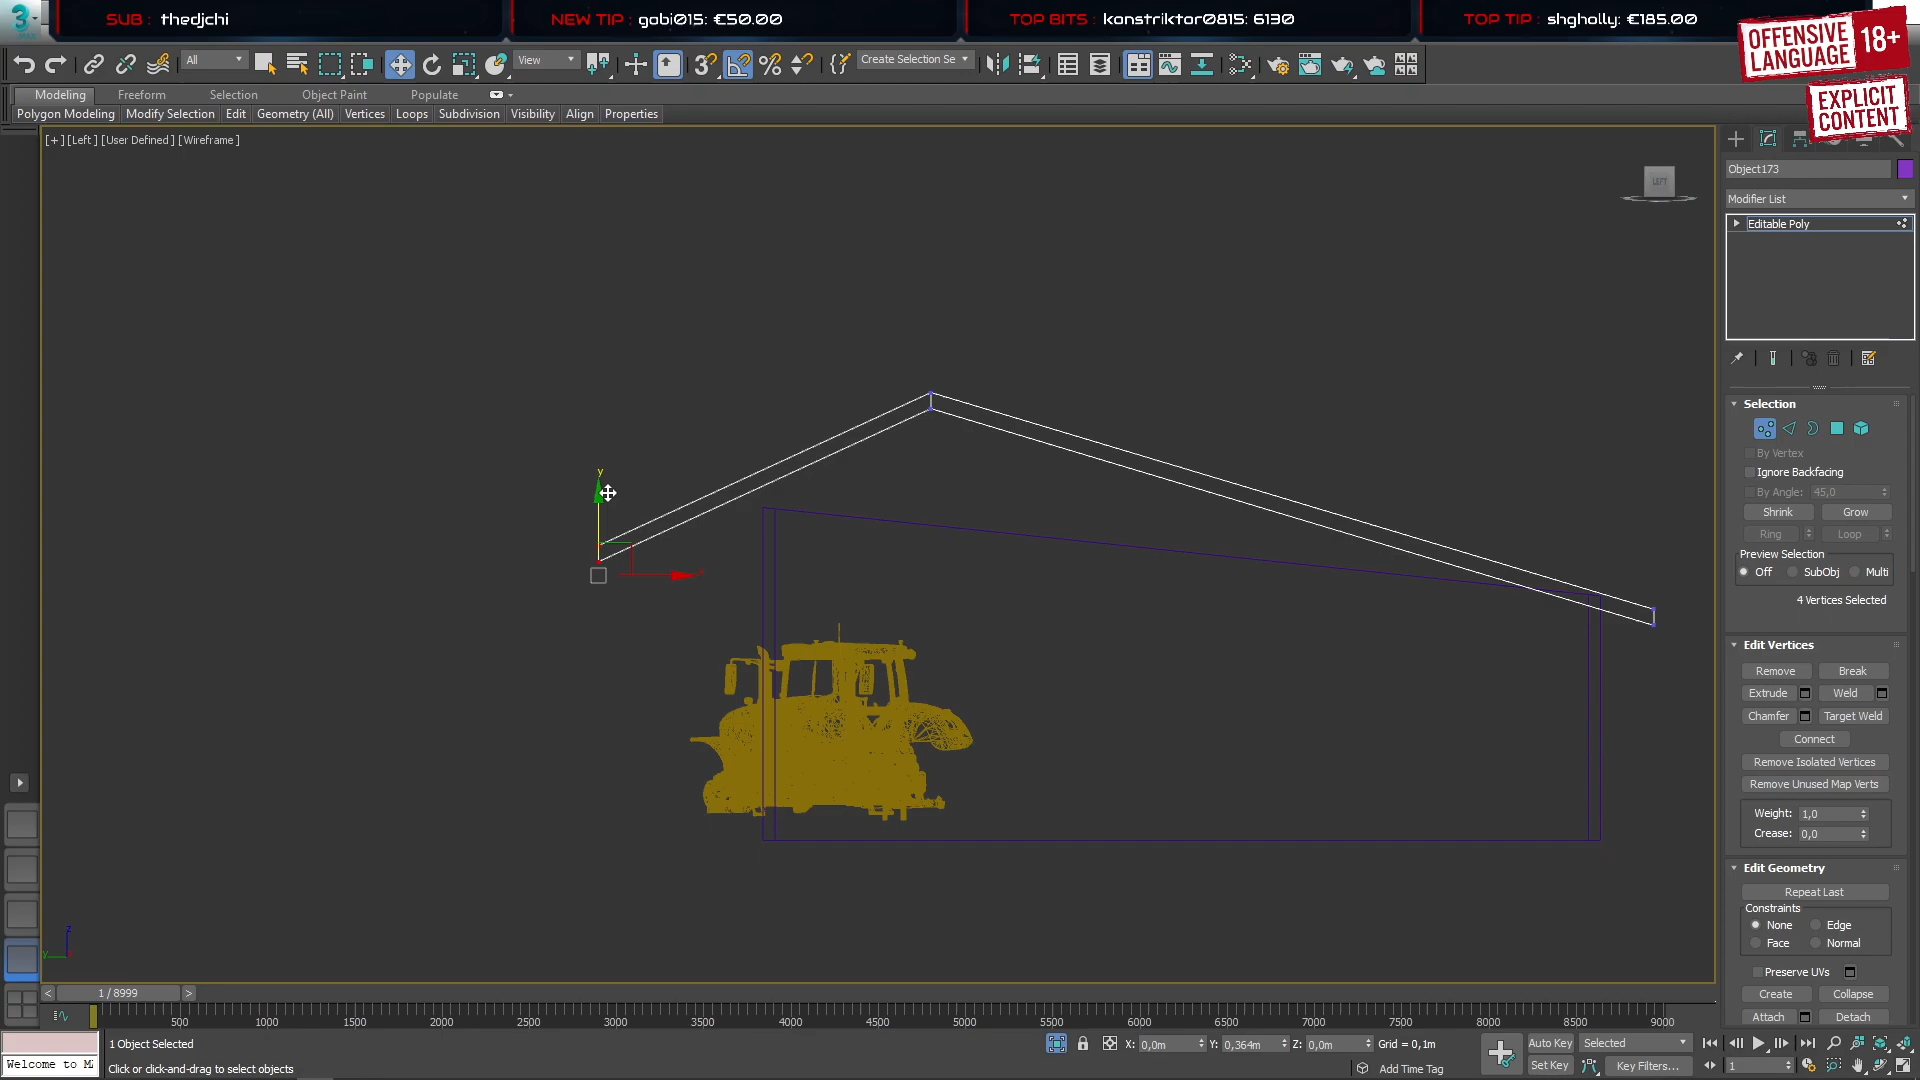 SUB : thedjchi
NEW TIP : gobi015: €50.00
TOP BITS : konstriktor0815: 6130
TOP TIP : shgholly: €185.00
OFFENSIVE LANGUAGE 18+
EXPLICIT CONTENT
3
MAX
All
View
Create Selection Se
Modeling
Freeform
Selection
Object Paint
Populate
Polygon Modeling
Modify Selection
Edit
Geometry (All)
Vertices
Loops
Subdivision
Visibility
Align
Properties
[+] [Left ] [User Defined ] [Wireframe ]
LEFT
y
x
z
y
Object173
Modifier List
Editable Poly
Selection
By Vertex
Ignore Backfacing
By Angle: 45,0
Shrink
Grow
Ring
Loop
Preview Selection
Off
SubObj
Multi
4 Vertices Selected
Edit Vertices
Remove
Break
Extrude
Weld
Chamfer
Target Weld
Connect
Remove Isolated Vertices
Remove Unused Map Verts
Weight: 1,0
Crease: 0,0
Edit Geometry
Repeat Last
Constraints
None
Edge
Face
Normal
Preserve UVs
Create
Collapse
Attach
Detach
< 1 / 8999 >
500 1000 1500 2000 2500 3000 3500 4000 4500 5000 5500 6000 6500 7000 7500 8000 8500 9000
1 Object Selected
X: 0,0m
Y: 0,364m
Z: 0,0m
Grid = 0,1m
Auto Key
Selected
Welcome to M
Click or click-and-drag to select objects
Add Time Tag
Set Key
Key Filters...
1